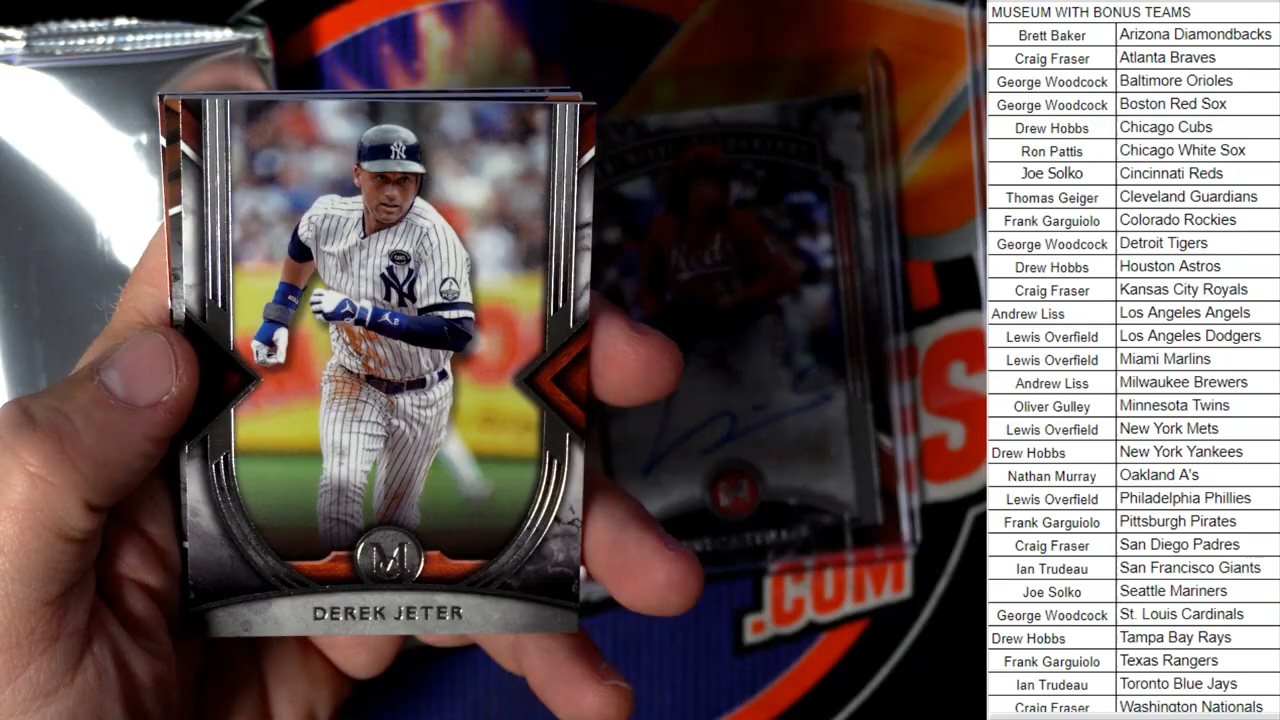 MUSEUM WITH BONUS TEAMS
Brett Baker Arizona Diamondbacks
Craig Fraser Atlanta Braves
George Woodcock Baltimore Orioles
George Woodcock Boston Red Sox
Drew Hobbs Chicago Cubs
Ron Pattis Chicago White Sox
Joe Solko Cincinnati Reds
Thomas Geiger Cleveland Guardians
Frank Garguiolo Colorado Rockies
George Woodcock Detroit Tigers
Drew Hobbs Houston Astros
Craig Fraser Kansas City Royals
Andrew Liss Los Angeles Angels
Lewis Overfield Los Angeles Dodgers
Lewis Overfield Miami Marlins
Andrew Liss Milwaukee Brewers
Oliver Gulley Minnesota Twins
Lewis Overfield New York Mets
Drew Hobbs New York Yankees
Nathan Murray Oakland A's
Lewis Overfield Philadelphia Phillies
Frank Garguiolo Pittsburgh Pirates
Craig Fraser San Diego Padres
Ian Trudeau San Francisco Giants
Joe Solko Seattle Mariners
George Woodcock St. Louis Cardinals
Drew Hobbs Tampa Bay Rays
Frank Garguiolo Texas Rangers
Ian Trudeau Toronto Blue Jays
Craig Fraser Washington Nationals
NY
NY
M
DEREK JETER
Reds
.COM